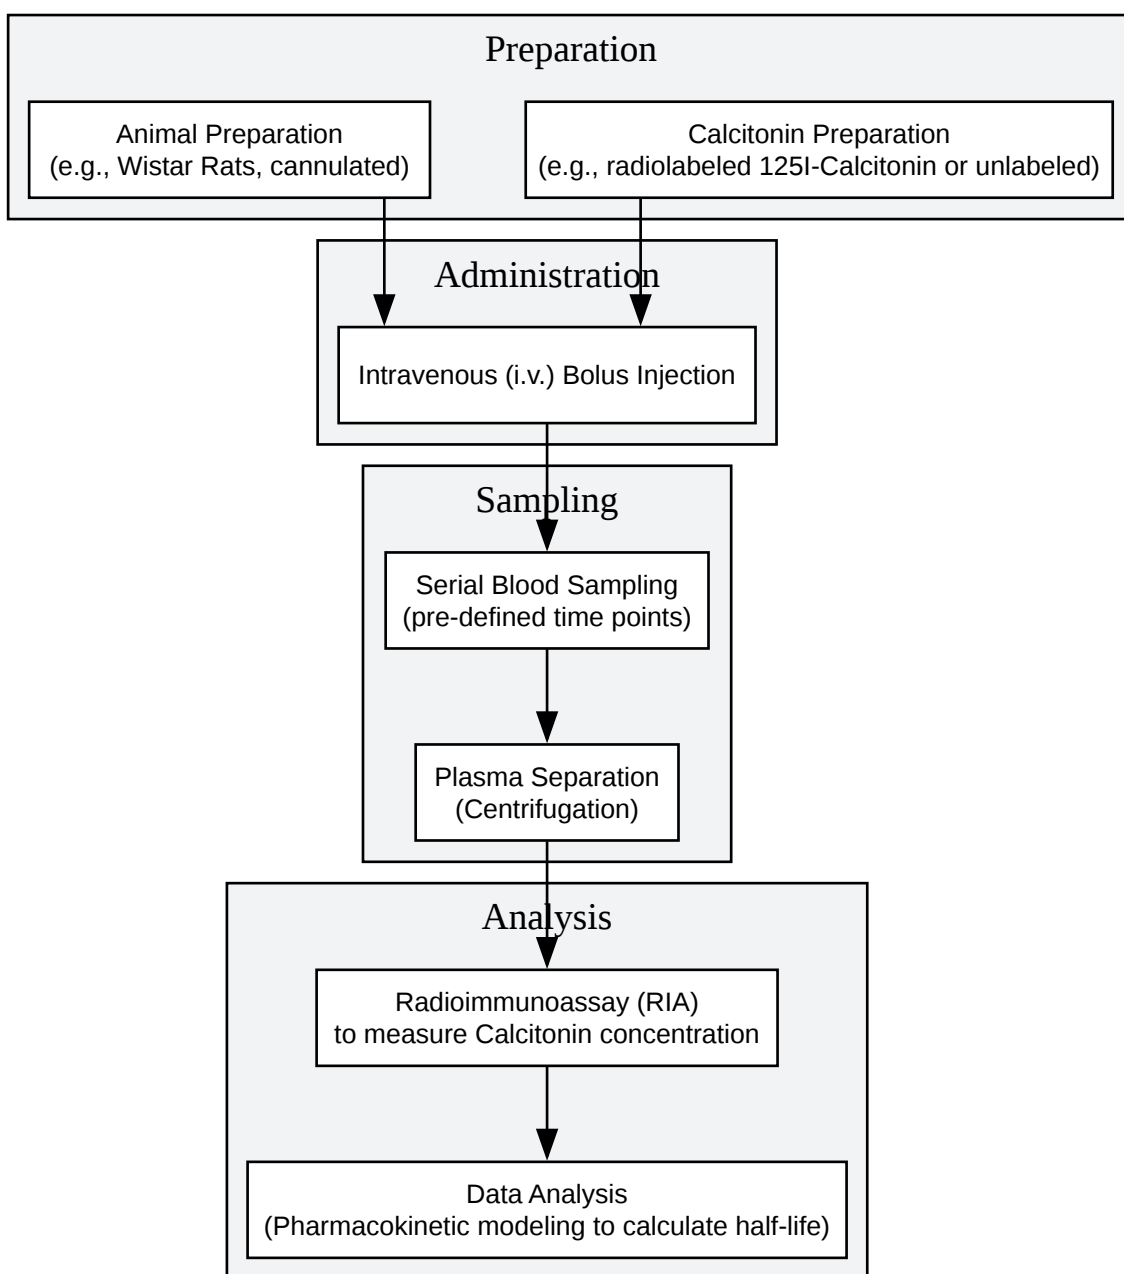 Preparation
Animal Preparation
(e.g., Wistar Rats, cannulated)
Calcitonin Preparation
(e.g., radiolabeled 125I-Calcitonin or unlabeled)
Administration
Intravenous (i.v.) Bolus Injection
Sampling
Serial Blood Sampling
(pre-defined time points)
Plasma Separation
(Centrifugation)
Analysis
Radioimmunoassay (RIA)
to measure Calcitonin concentration
Data Analysis
(Pharmacokinetic modeling to calculate half-life)